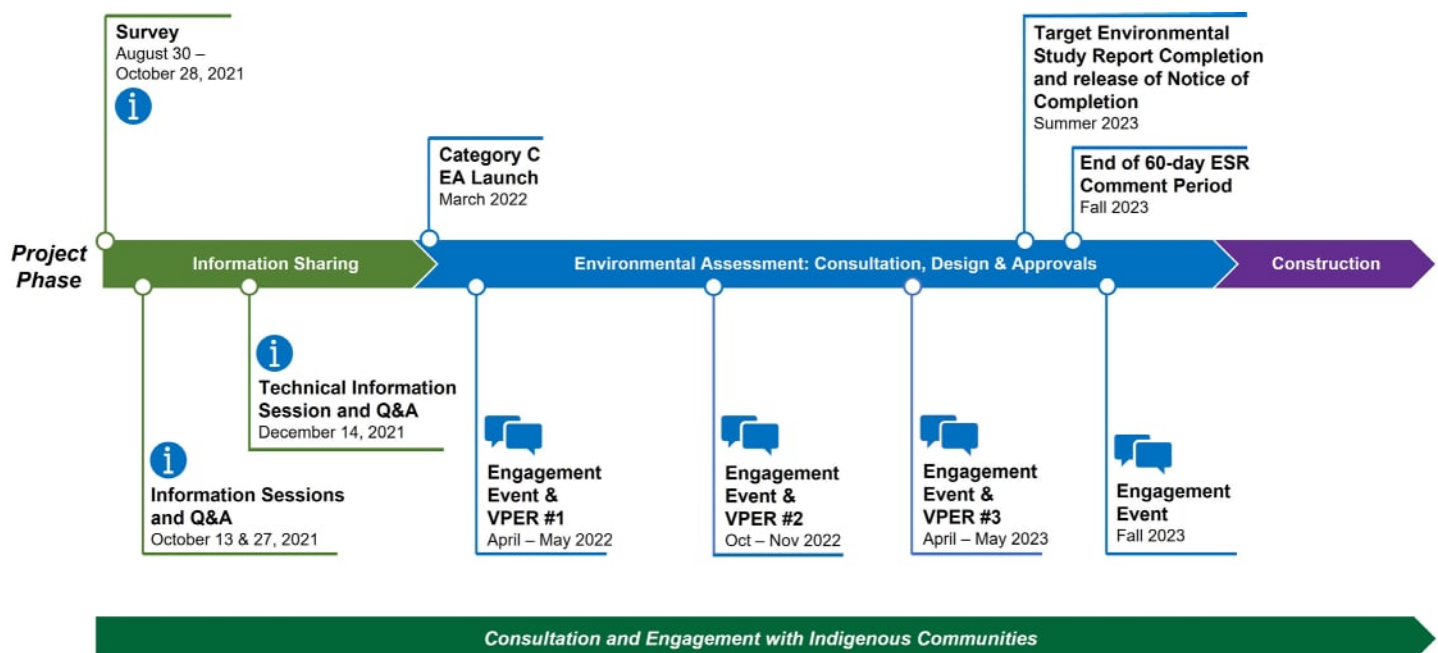 Survey
August 30 –
October 28, 2021
Target Environmental
Study Report Completion
and release of Notice of
Completion
Summer 2023
Category C
EA Launch
March 2022
End of 60-day ESR
Comment Period
Fall 2023
Project
Phase
Information Sharing
Environmental Assessment: Consultation, Design & Approvals
Construction
Technical Information
Session and Q&A
December 14, 2021
Information Sessions
and Q&A
October 13 & 27, 2021
Engagement
Event &
VPER #1
April – May 2022
Engagement
Event &
VPER #2
Oct – Nov 2022
Engagement
Event &
VPER #3
April – May 2023
Engagement
Event
Fall 2023
Consultation and Engagement with Indigenous Communities